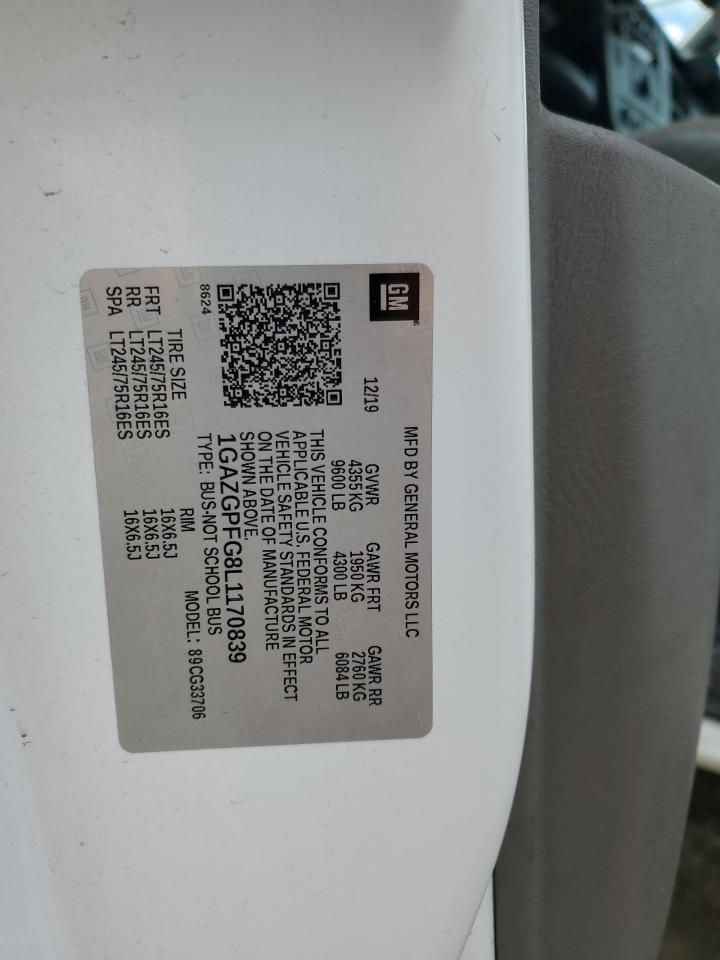 GM
MFD BY GENERAL MOTORS LLC
12/19
GVWR GAWR FRT GAWR RR
4355 KG 1950 KG 2760 KG
9600 LB 4300 LB 6084 LB
THIS VEHICLE CONFORMS TO ALL
APPLICABLE U.S. FEDERAL MOTOR
VEHICLE SAFETY STANDARDS IN EFFECT
ON THE DATE OF MANUFACTURE
SHOWN ABOVE.
1GAZGPFG8L1170839
TYPE: BUS-NOT SCHOOL BUS
MODEL: 89CG33706
8624
TIRE SIZE RIM
FRT LT245/75R16ES 16X6.5J
RR LT245/75R16ES 16X6.5J
SPA LT245/75R16ES 16X6.5J